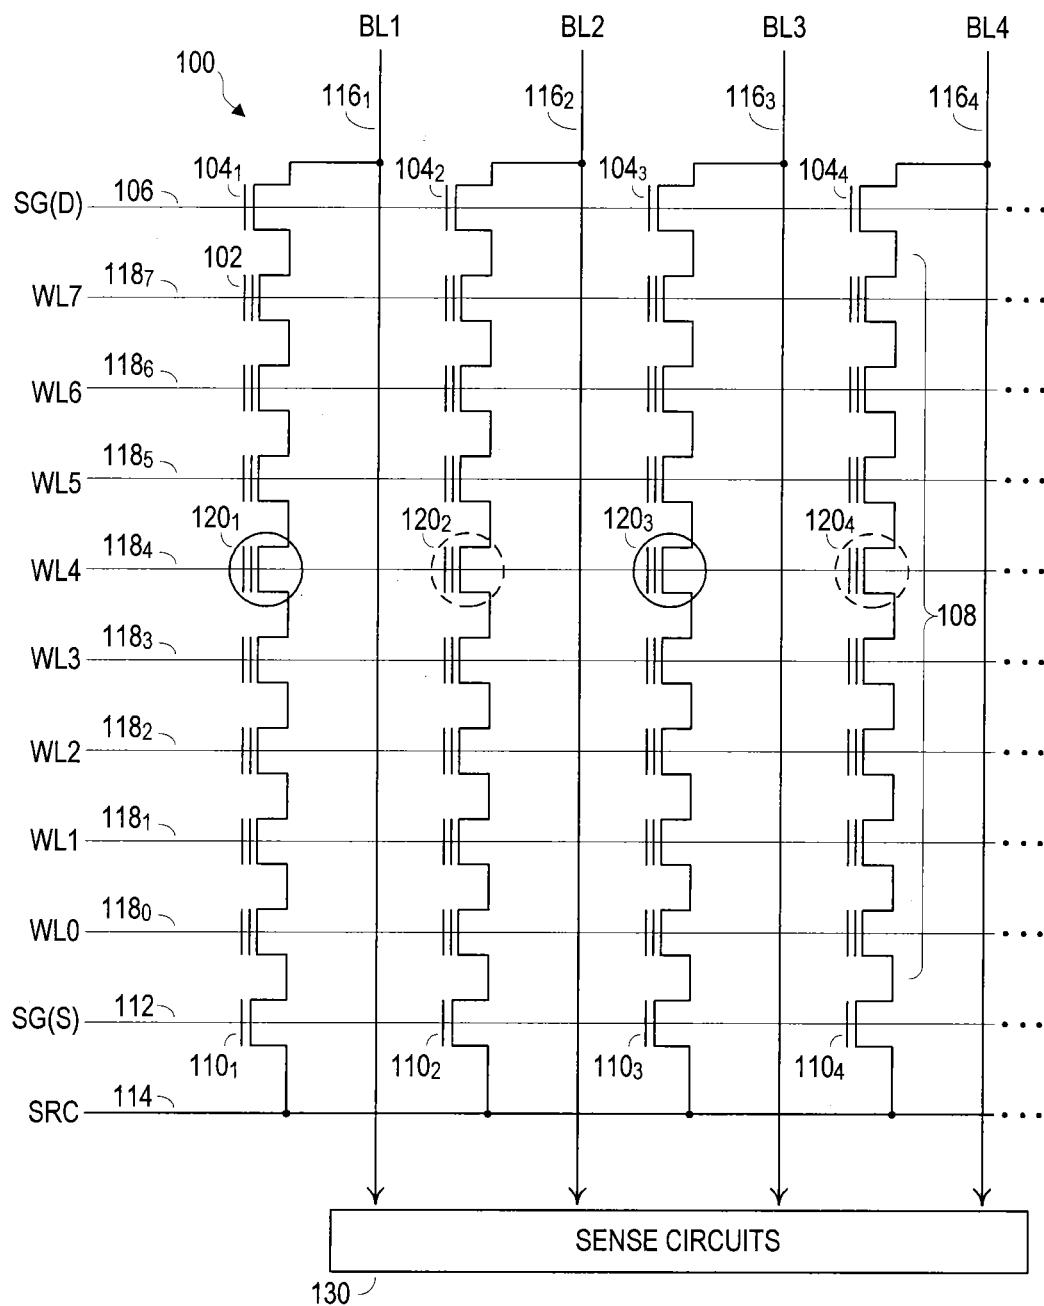 BL1 BL2 BL3 BL4
100
116₁ 116₂ 116₃ 116₄
104₁ 104₂ 104₃ 104₄
SG(D) 106
102
WL7 118₇
WL6 118₆
WL5 118₅
120₁ 120₂ 120₃ 120₄
WL4 118₄
108
WL3 118₃
WL2 118₂
WL1 118₁
WL0 118₀
SG(S) 112
110₁ 110₂ 110₃ 110₄
SRC 114
SENSE CIRCUITS
130